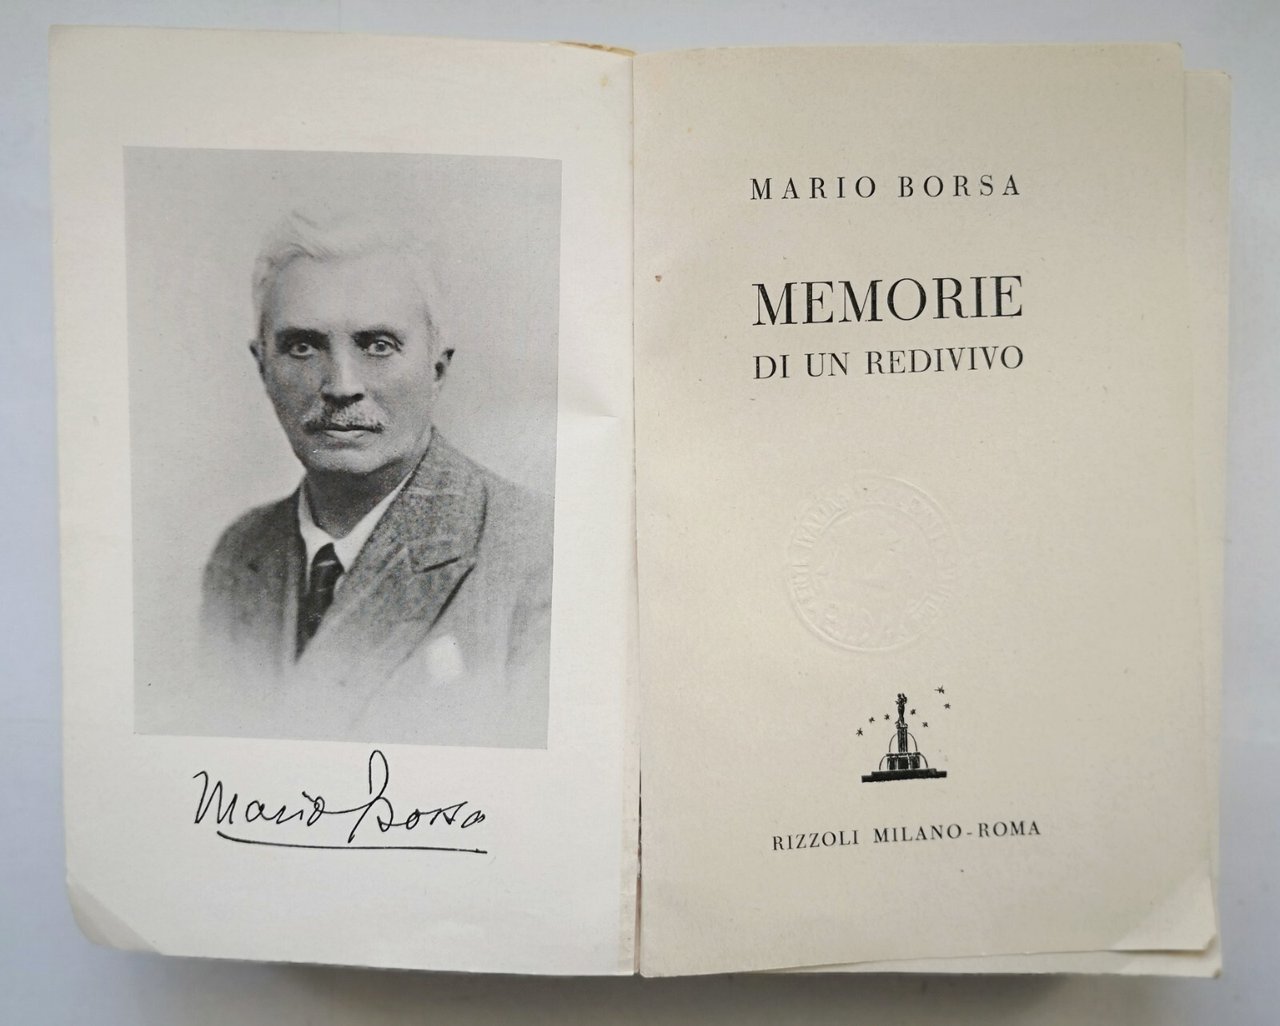 Mario Borsa
MARIO BORSA
MEMORIE
DI UN REDIVIVO
RIZZOLI MILANO-ROMA